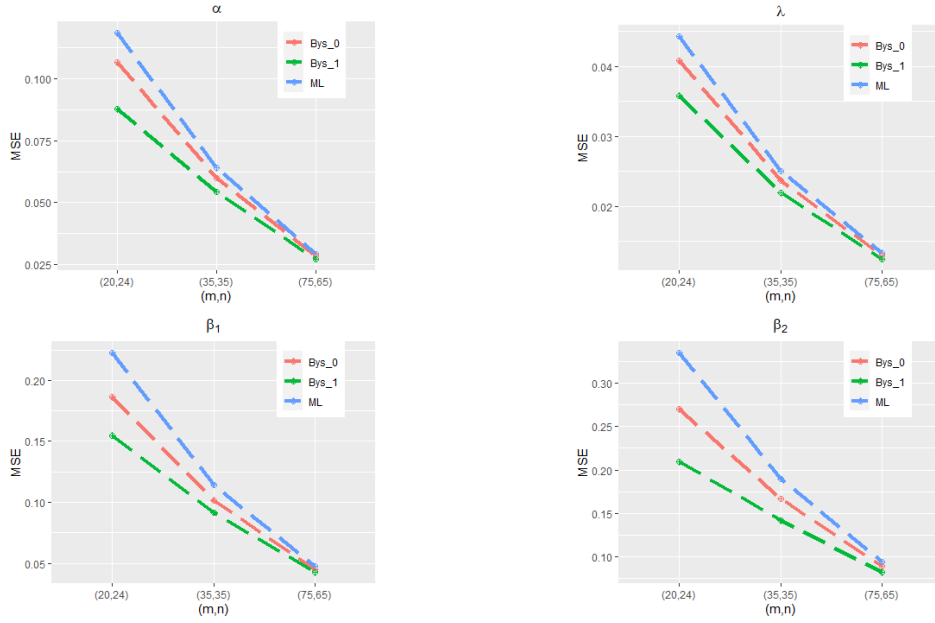 α
MSE
0.100
0.075
0.050
0.025
Bys_0
Bys_1
ML
(20,24) (35,35) (75,65)
(m,n)
λ
MSE
0.04
0.03
0.02
Bys_0
Bys_1
ML
(20,24) (35,35) (75,65)
(m,n)
β₁
MSE
0.20
0.15
0.10
0.05
Bys_0
Bys_1
ML
(20,24) (35,35) (75,65)
(m,n)
β₂
MSE
0.30
0.25
0.20
0.15
0.10
Bys_0
Bys_1
ML
(20,24) (35,35) (75,65)
(m,n)